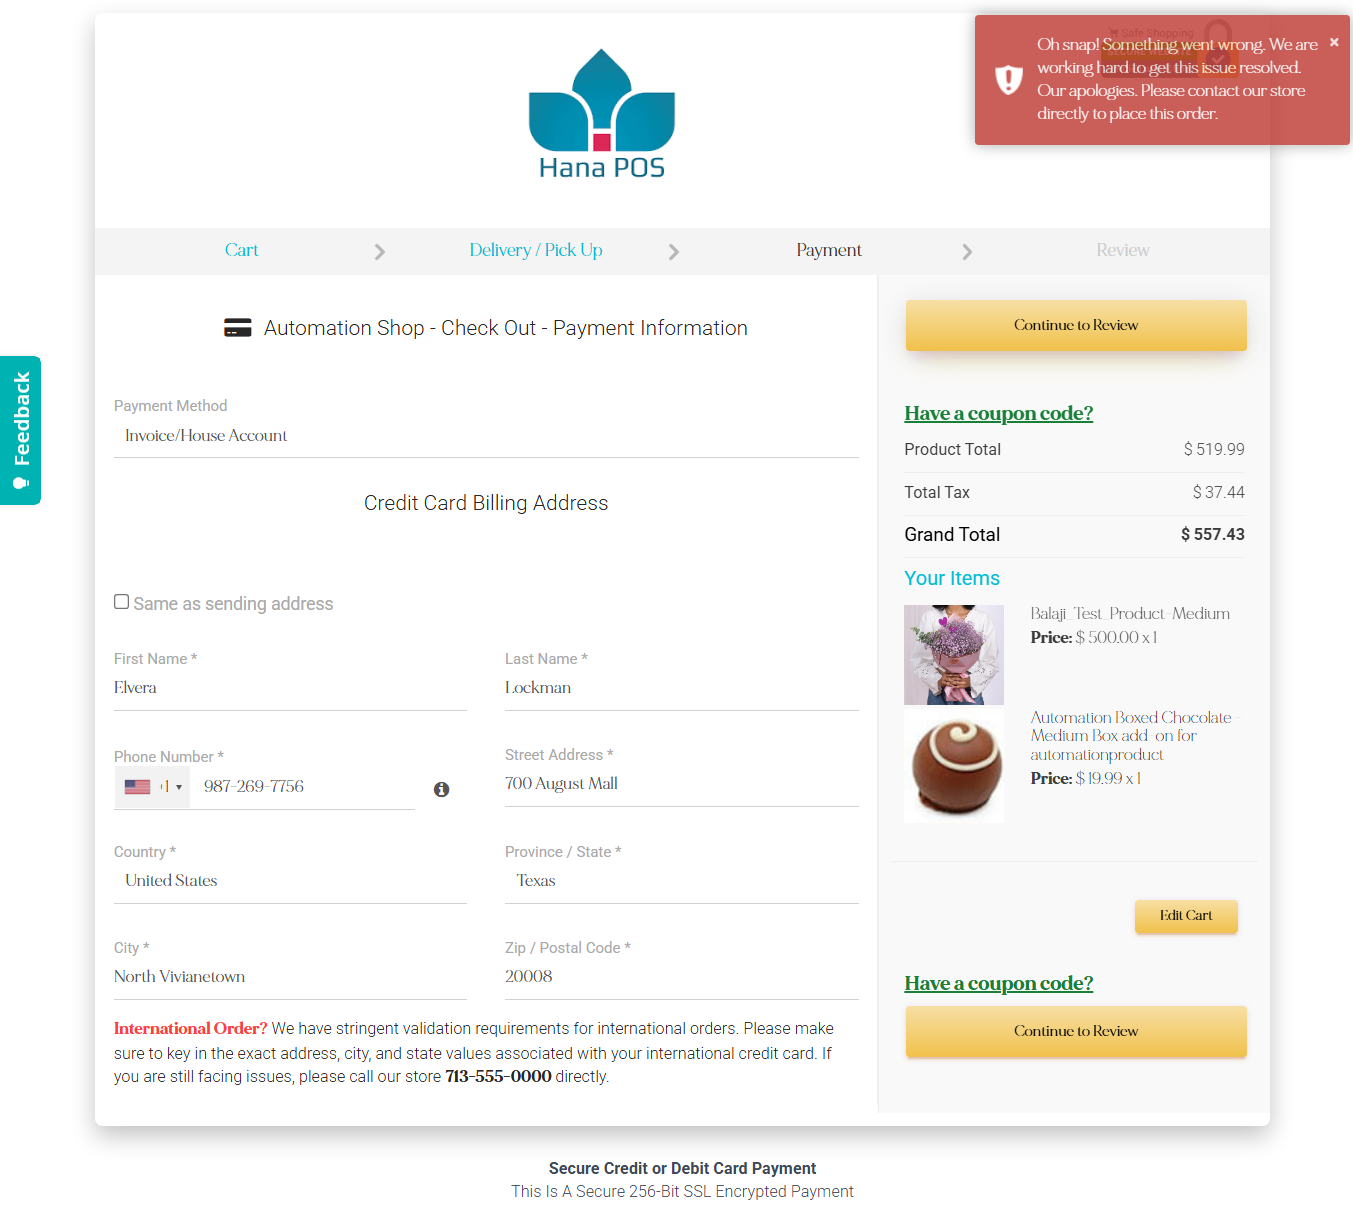 Hana POS
Safe Shopping
Oh snap! Something went wrong. We are
working hard to get this issue resolved.
Our apologies. Please contact our store
directly to place this order.
×
Cart
Delivery / Pick Up
Payment
Review
Feedback
Automation Shop - Check Out - Payment Information
Payment Method
Invoice/House Account
Credit Card Billing Address
Same as sending address
First Name *
Elvera
Last Name *
Lockman
Phone Number *
+1
987-269-7756
Street Address *
700 August Mall
Country *
United States
Province / State *
Texas
City *
North Vivianetown
Zip / Postal Code *
20008
International Order? We have stringent validation requirements for international orders. Please make
sure to key in the exact address, city, and state values associated with your international credit card. If
you are still facing issues, please call our store 713-555-0000 directly.
Continue to Review
Have a coupon code?
Product Total $ 519.99
Total Tax $ 37.44
Grand Total $ 557.43
Your Items
Balaji_Test_Product-Medium
Price: $ 500.00 x 1
Automation Boxed Chocolate -
Medium Box add-on for
automationproduct
Price: $ 19.99 x 1
Edit Cart
Have a coupon code?
Continue to Review
Secure Credit or Debit Card Payment
This Is A Secure 256-Bit SSL Encrypted Payment